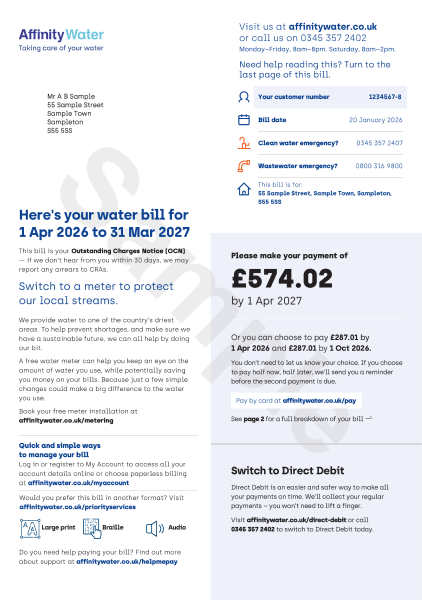 AffinityWater
Taking care of your water
Mr A B Sample
55 Sample Street
Sample Town
Sampleton
S55 5SS
Visit us at affinitywater.co.uk
or call us on 0345 357 2402
Monday–Friday, 8am–8pm. Saturday, 8am–2pm.
Need help reading this? Turn to the
last page of this bill.
Your customer number 1234567-8
Bill date 20 January 2026
Clean water emergency? 0345 357 2407
Wastewater emergency? 0800 316 9800
This bill is for:
55 Sample Street, Sample Town, Sampleton,
S55 5SS
Sample
Here's your water bill for
1 Apr 2026 to 31 Mar 2027
This bill is your Outstanding Charges Notice (OCN)
— if we don't hear from you within 30 days, we may
report any arrears to CRAs.
Switch to a meter to protect
our local streams.
We provide water to one of the country's driest
areas. To help prevent shortages, and make sure we
have a sustainable future, we can all help by doing
our bit.
A free water meter can help you keep an eye on the
amount of water you use, while potentially saving
you money on your bills. Because just a few simple
changes could make a big difference to the water
you use.
Book your free meter installation at
affinitywater.co.uk/metering
Quick and simple ways
to manage your bill
Log in or register to My Account to access all your
account details online or choose paperless billing
at affinitywater.co.uk/myaccount
Would you prefer this bill in another format? Visit
affinitywater.co.uk/priorityservices
Large print Braille Audio
Do you need help paying your bill? Find out more
about support at affinitywater.co.uk/helpmepay
Please make your payment of
£574.02
by 1 Apr 2027
Or you can choose to pay £287.01 by
1 Apr 2026 and £287.01 by 1 Oct 2026.
You don't need to let us know your choice. If you choose
to pay half now, half later, we'll send you a reminder
before the second payment is due.
Pay by card at affinitywater.co.uk/pay
See page 2 for a full breakdown of your bill →
Switch to Direct Debit
Direct Debit is an easier and safer way to make all
your payments on time. We'll collect your regular
payments – you won't need to lift a finger.
Visit affinitywater.co.uk/direct-debit or call
0345 357 2402 to switch to Direct Debit today.